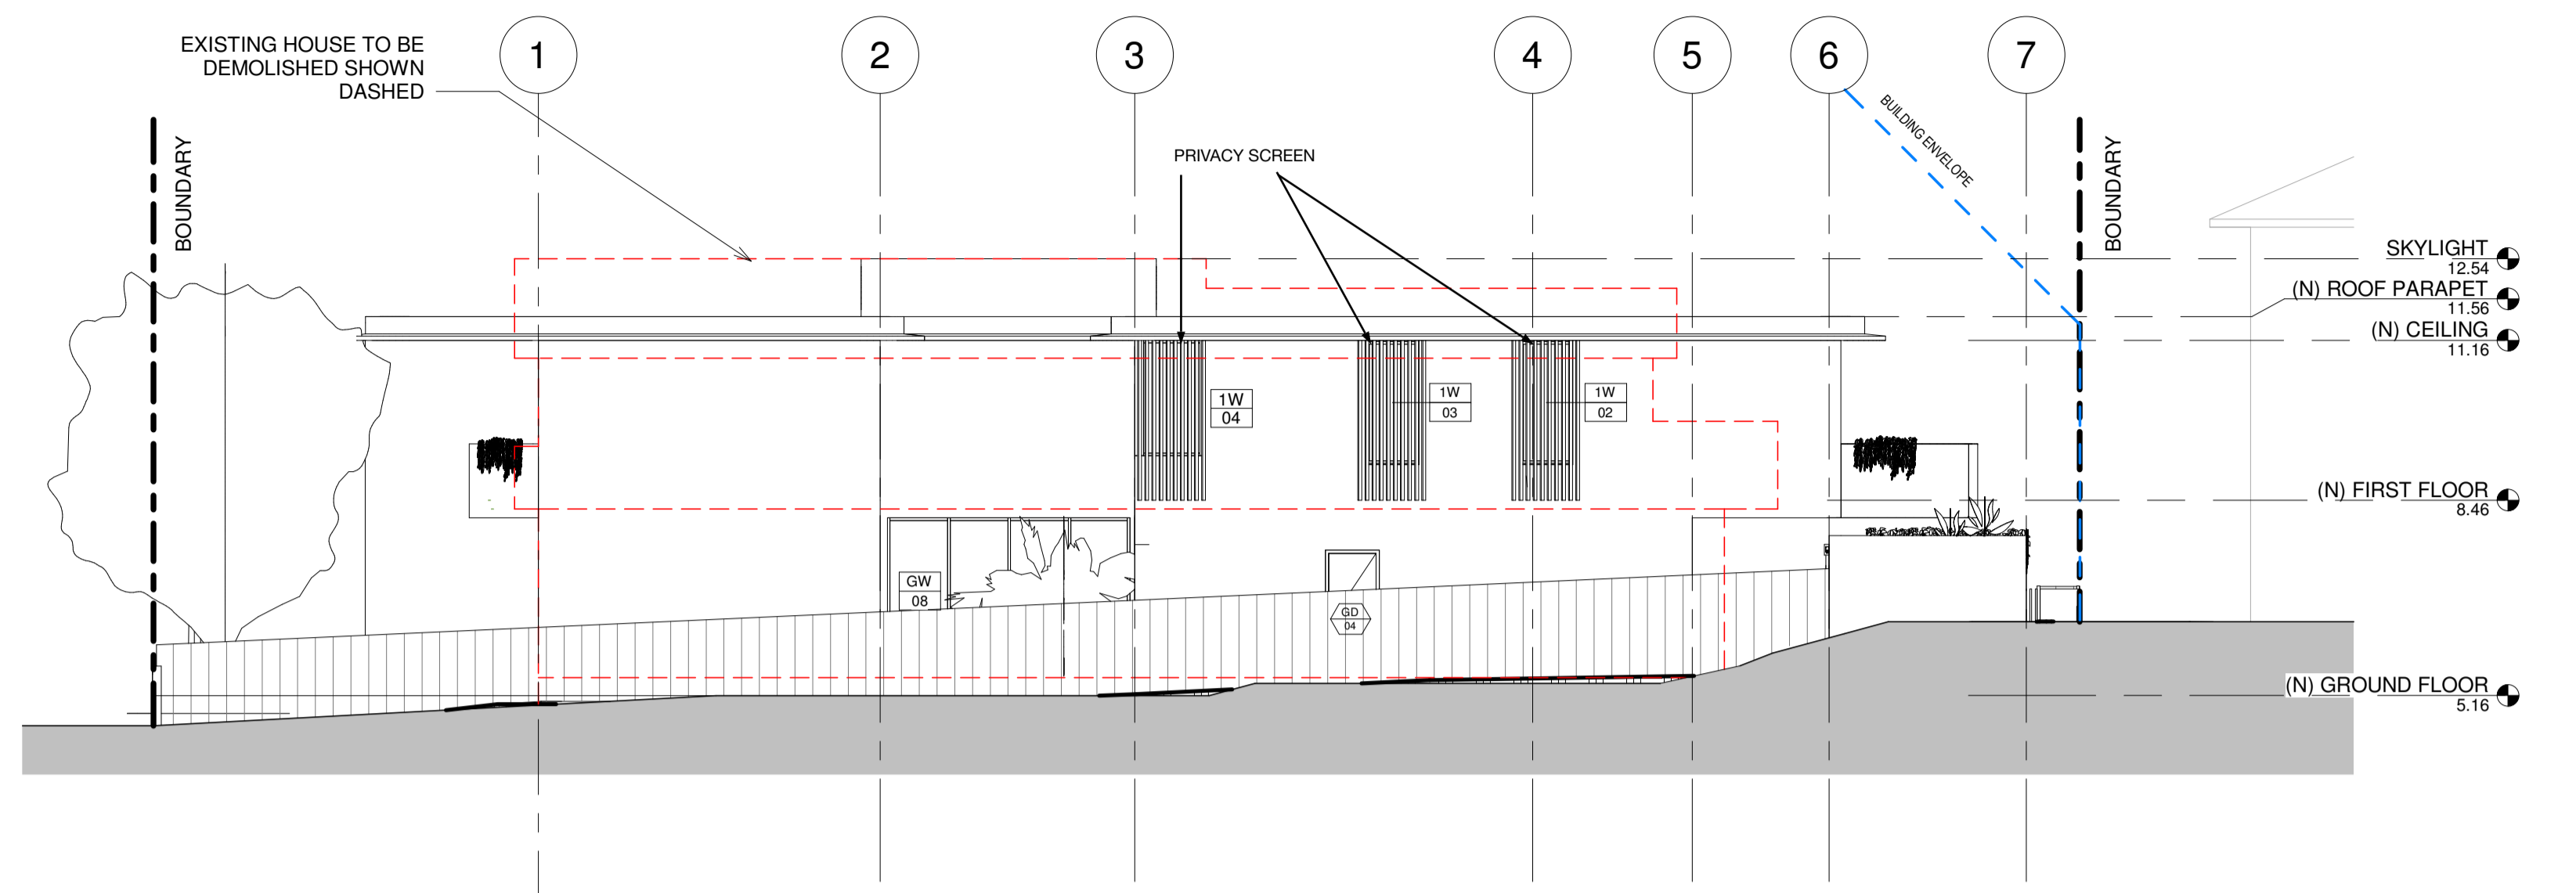 EXISTING HOUSE TO BE
DEMOLISHED SHOWN
DASHED
1
2
3
4
5
6
7
BOUNDARY
PRIVACY SCREEN
BUILDING ENVELOPE
BOUNDARY
SKYLIGHT
12.54
(N) ROOF PARAPET
11.56
(N) CEILING
11.16
1W
04
1W
03
1W
02
(N) FIRST FLOOR
8.46
GW
08
GD
04
(N) GROUND FLOOR
5.16